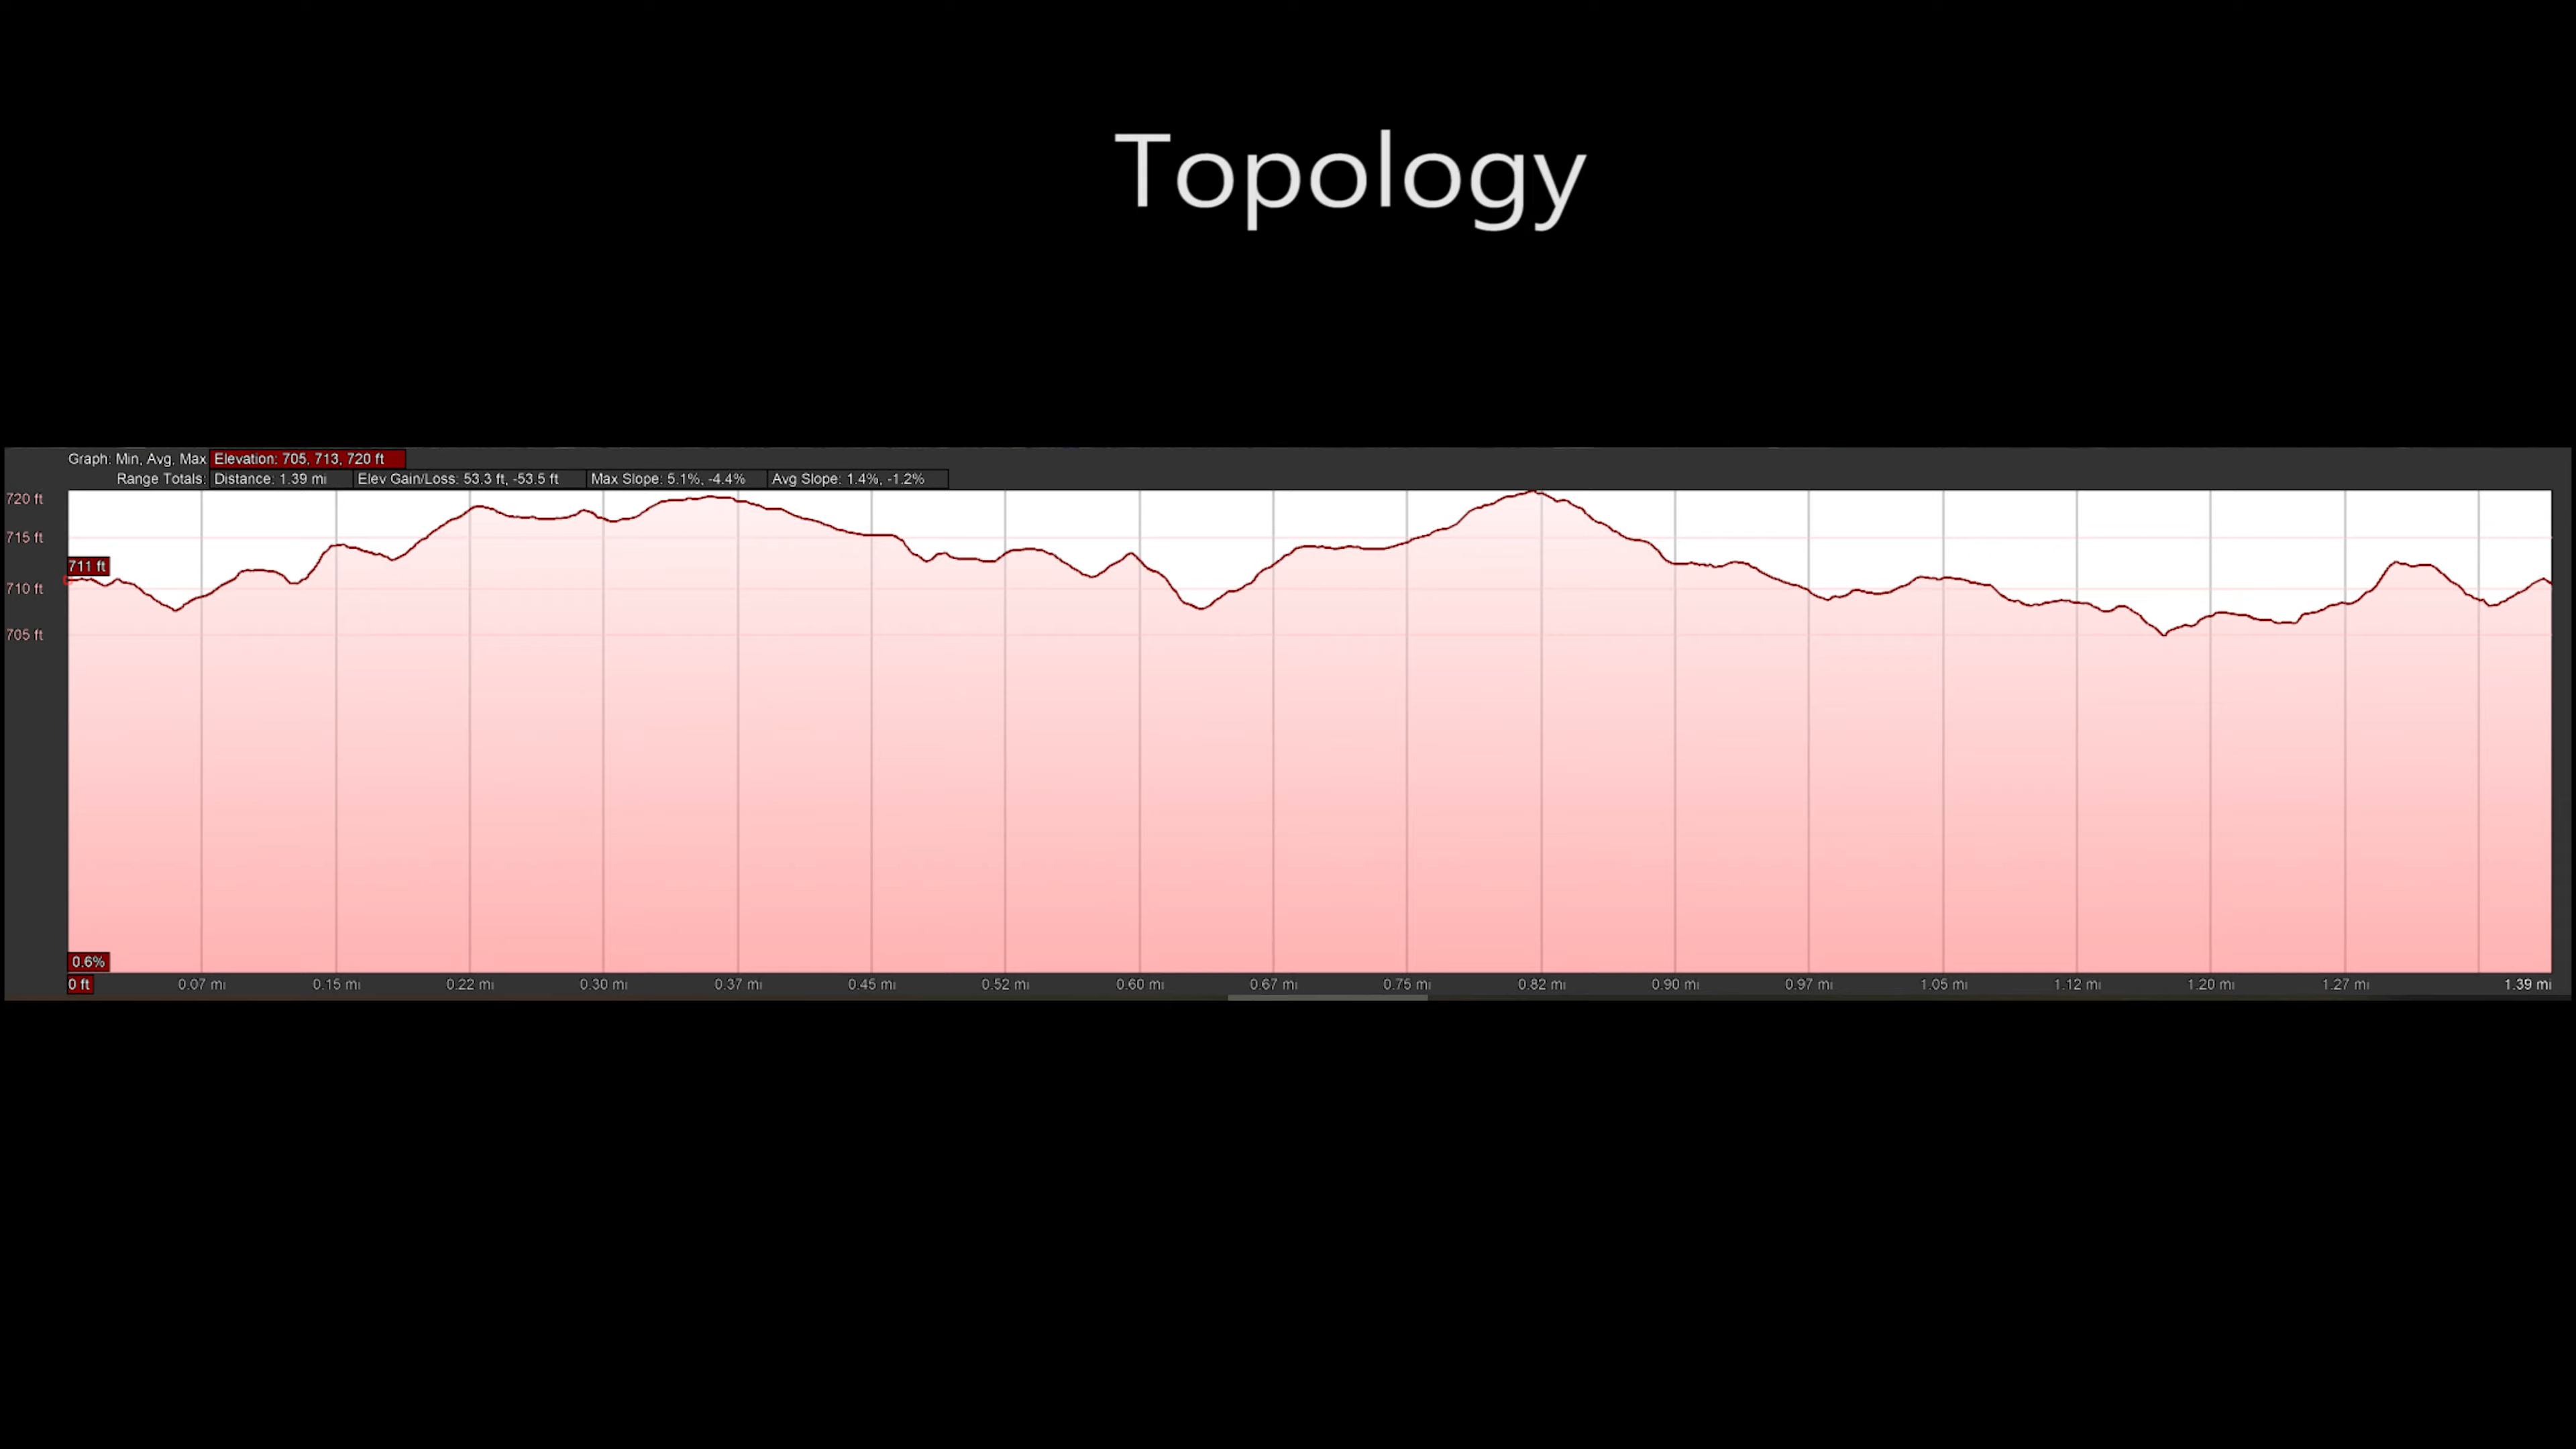 Topology
Graph: Min, Avg, Max Elevation: 705, 713, 720 ft
Range Totals: Distance: 1.39 mi Elev Gain/Loss: 53.3 ft, -53.5 ft Max Slope: 5.1%, -4.4% Avg Slope: 1.4%, -1.2%
720 ft
715 ft
711 ft
710 ft
705 ft
0.6%
0 ft 0.07 mi 0.15 mi 0.22 mi 0.30 mi 0.37 mi 0.45 mi 0.52 mi 0.60 mi 0.67 mi 0.75 mi 0.82 mi 0.90 mi 0.97 mi 1.05 mi 1.12 mi 1.20 mi 1.27 mi 1.39 mi